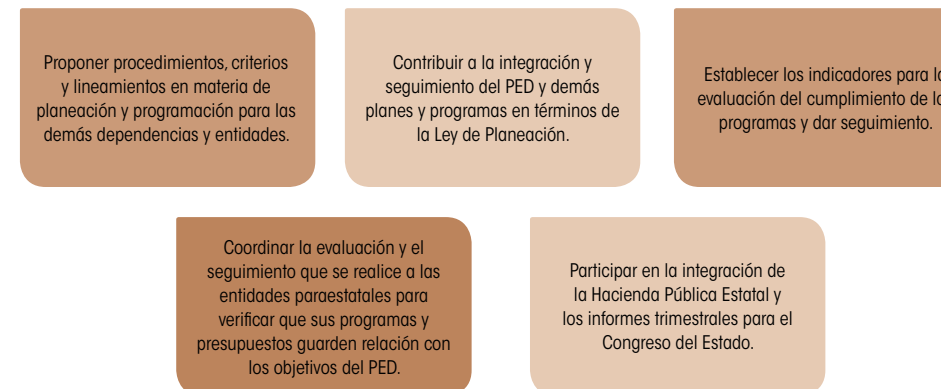 Proponer procedimientos, criterios
y lineamientos en materia de
planeación y programación para las
demás dependencias y entidades.
Contribuir a la integración y
seguimiento del PED y demás
planes y programas en términos de
la Ley de Planeación.
Establecer los indicadores para
evaluación del cumplimiento de
programas y dar seguimiento.
Coordinar la evaluación y el
seguimiento que se realice a las
entidades paraestatales para
verificar que sus programas y
presupuestos guarden relación con
los objetivos del PED.
Participar en la integración de
la Hacienda Pública Estatal y
los informes trimestrales para el
Congreso del Estado.